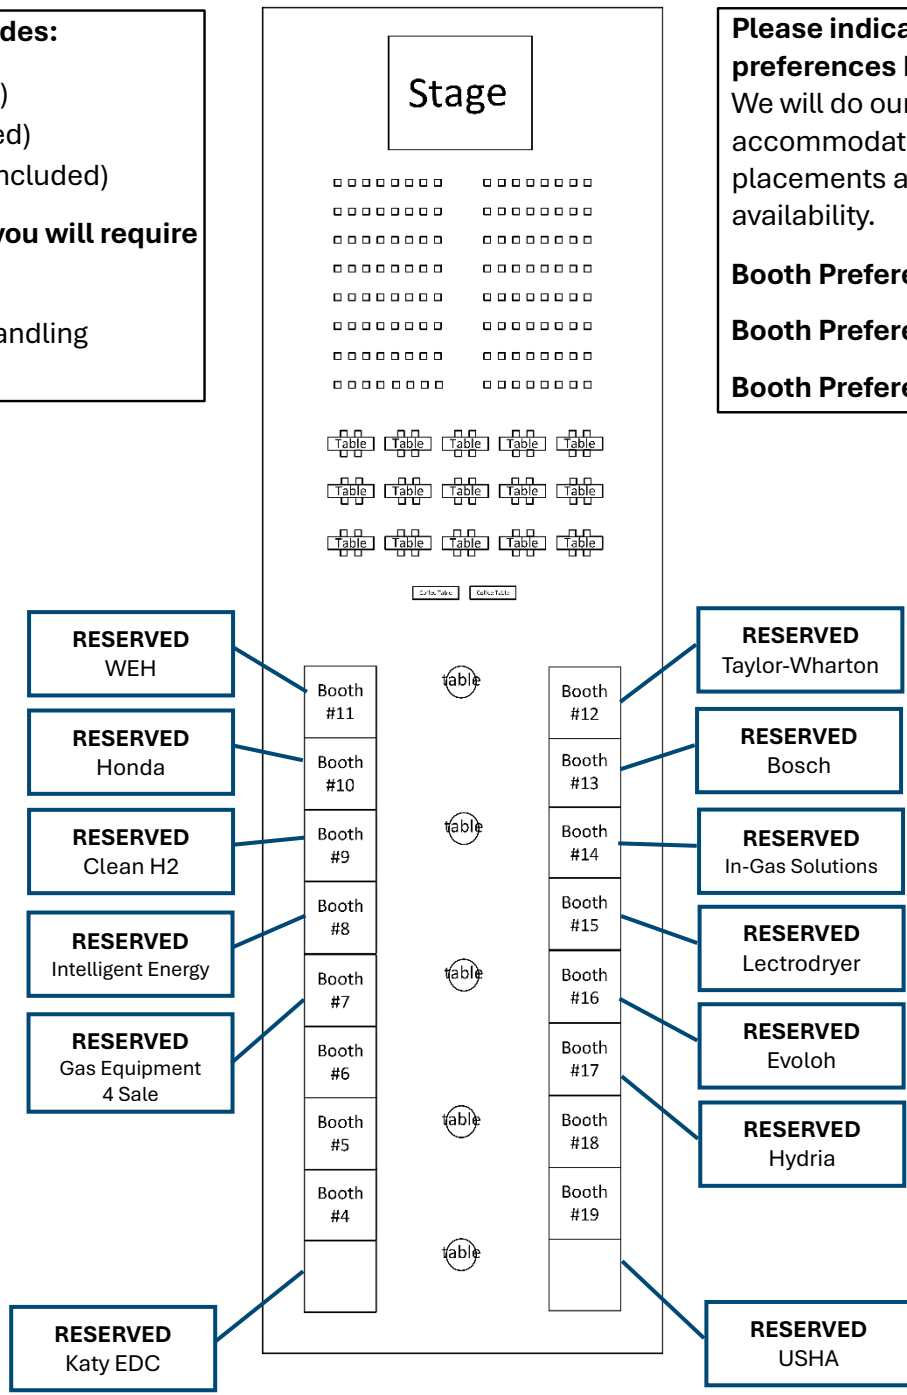 des:
)
ed)
ncluded)
you will require
andling
Stage
Please indica
preferences
We will do our
accommodat
placements a
availability.
Booth Prefere
Booth Prefere
Booth Prefere
Table Table Table Table Table
Table Table Table Table Table
Table Table Table Table Table
Coffee Table Coffee Table
RESERVED
WEH
RESERVED
Honda
RESERVED
Clean H2
RESERVED
Intelligent Energy
RESERVED
Gas Equipment
4 Sale
RESERVED
Katy EDC
Booth
#11
Booth
#10
Booth
#9
Booth
#8
Booth
#7
Booth
#6
Booth
#5
Booth
#4
table
table
table
table
table
Booth
#12
Booth
#13
Booth
#14
Booth
#15
Booth
#16
Booth
#17
Booth
#18
Booth
#19
RESERVED
Taylor-Wharton
RESERVED
Bosch
RESERVED
In-Gas Solutions
RESERVED
Lectrodryer
RESERVED
Evoloh
RESERVED
Hydria
RESERVED
USHA